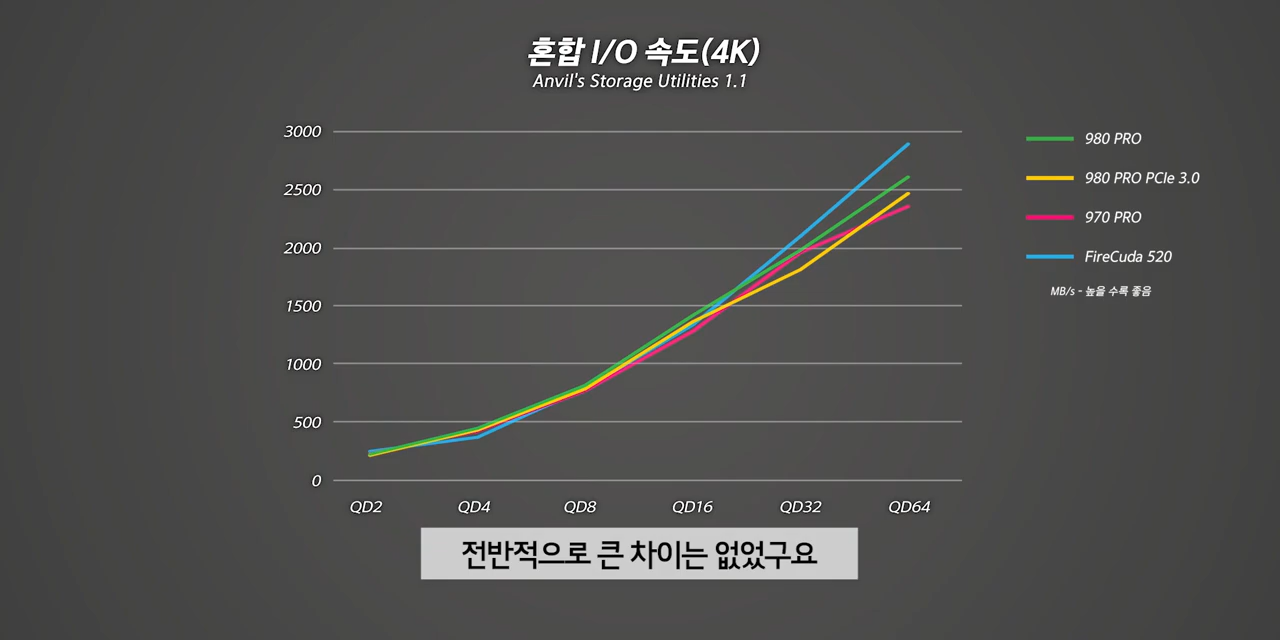 혼합 I/O 속도(4K)
Anvil's Storage Utilities 1.1
3000
2500
2000
1500
1000
500
0
QD2 QD4 QD8 QD16 QD32 QD64
980 PRO
980 PRO PCIe 3.0
970 PRO
FireCuda 520
MB/s - 높을 수록 좋음
전반적으로 큰 차이는 없었구요